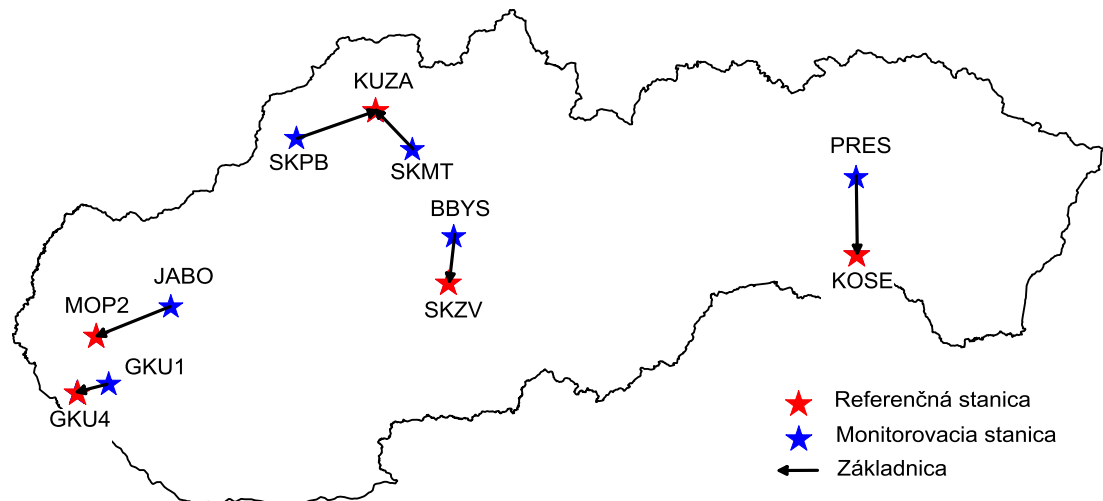 KUZA
SKPB
SKMT
PRES
BBYS
JABO
KOSE
MOP2
SKZV
GKU1
GKU4
Referenčná stanica
Monitorovacia stanica
Základnica